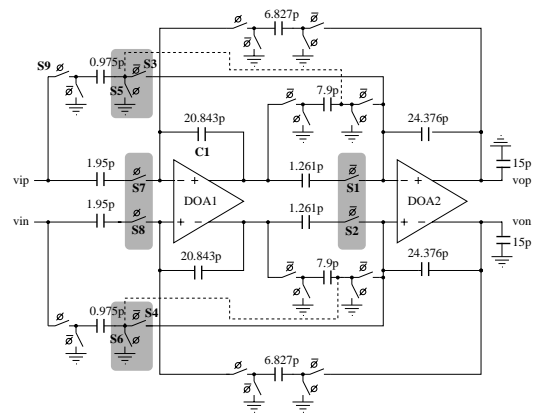 ø 6.827p ø̅
ø̅ ø
S9 ø 0.975p ø̅ S3
ø̅ S5 ø
ø̅ 7.9p ø̅
ø ø
20.843p 24.376p
C1
15p
vip 1.95p ø S7 − + DOA1 1.261p ø̅ S1 − + DOA2 vop
vin 1.95p ø S8 + − 1.261p ø̅ S2 + − von
15p
20.843p 24.376p
ø̅ 7.9p ø̅
ø ø
ø 0.975p ø̅ S4
ø̅ S6 ø
ø 6.827p ø̅
ø̅ ø